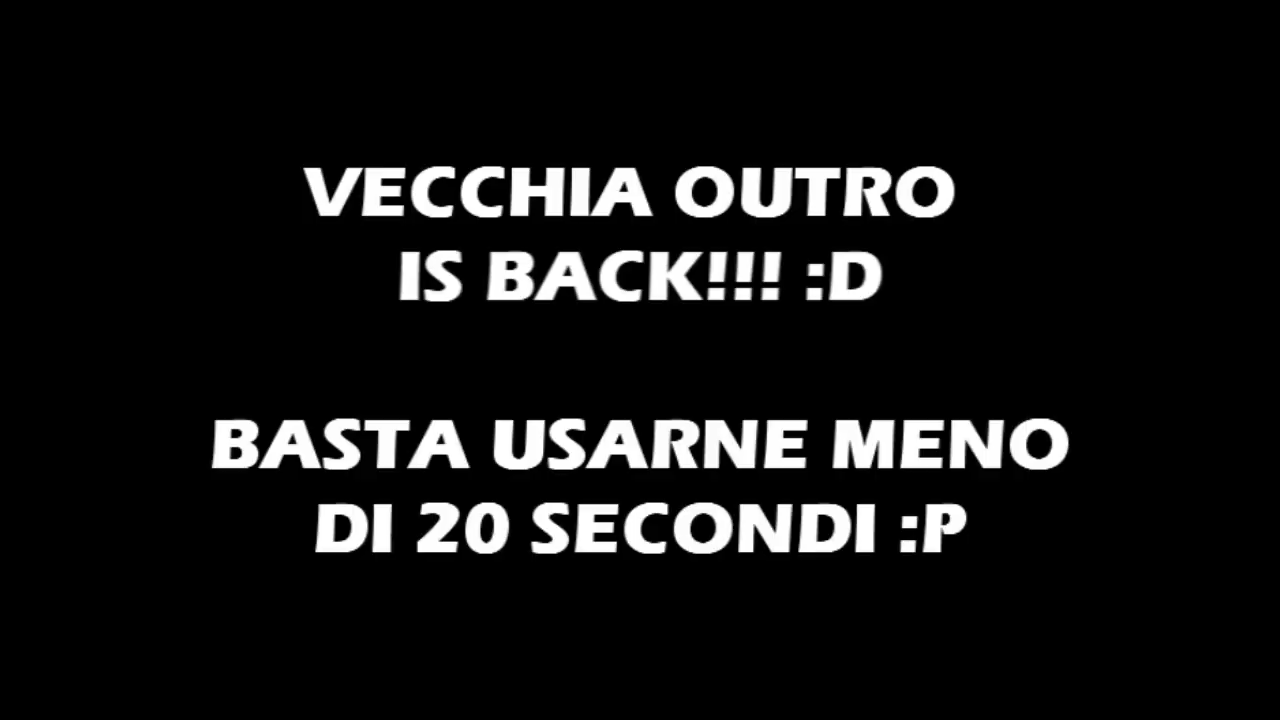 VECCHIA OUTRO
IS BACK!!! :D
BASTA USARNE MENO
DI 20 SECONDI :P